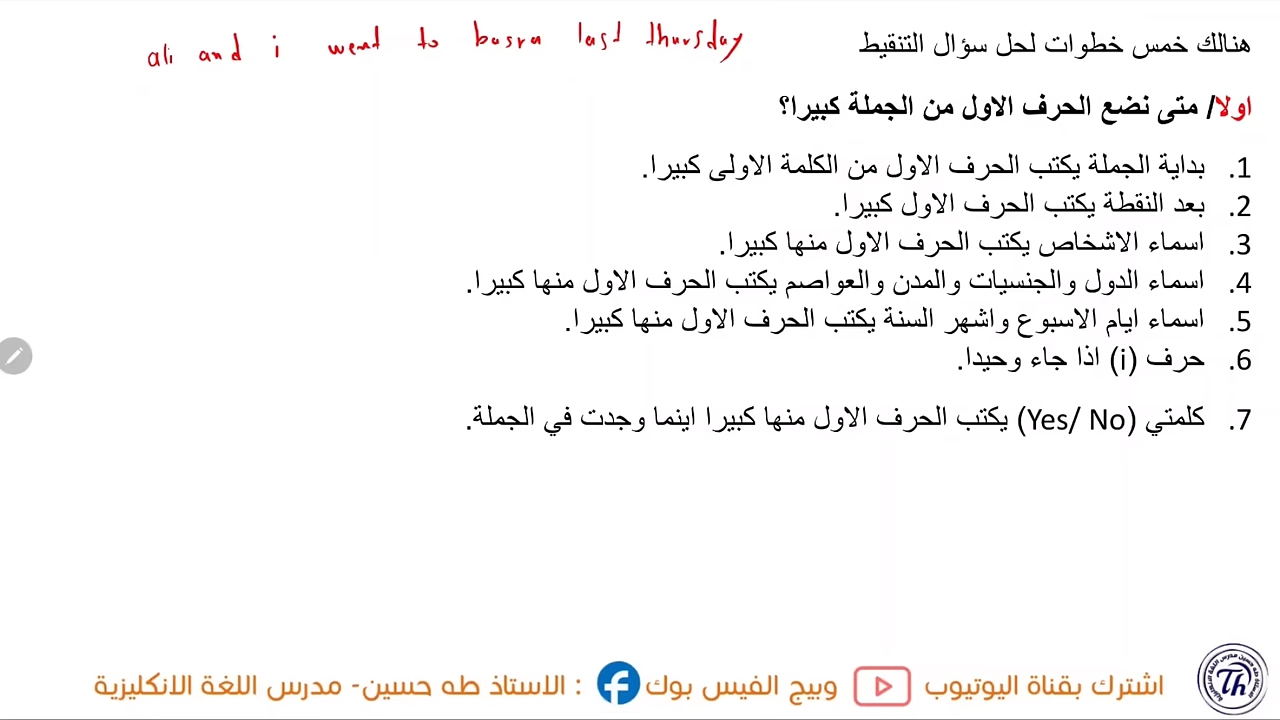 ali and i went to basra last thursday
هنالك خمس خطوات لحل سؤال التنقيط
اولا/ متى نضع الحرف الاول من الجملة كبيرا؟
1. بداية الجملة يكتب الحرف الاول من الكلمة الاولى كبيرا.
2. بعد النقطة يكتب الحرف الاول كبيرا.
3. اسماء الاشخاص يكتب الحرف الاول منها كبيرا.
4. اسماء الدول والجنسيات والمدن والعواصم يكتب الحرف الاول منها كبيرا.
5. اسماء ايام الاسبوع واشهر السنة يكتب الحرف الاول منها كبيرا.
6. حرف (i) اذا جاء وحيدا.
7. كلمتي (Yes/ No) يكتب الحرف الاول منها كبيرا اينما وجدت في الجملة.
اشترك بقناة اليوتيوب وبيج الفيس بوك : الاستاذ طه حسين- مدرس اللغة الانكليزية
Th